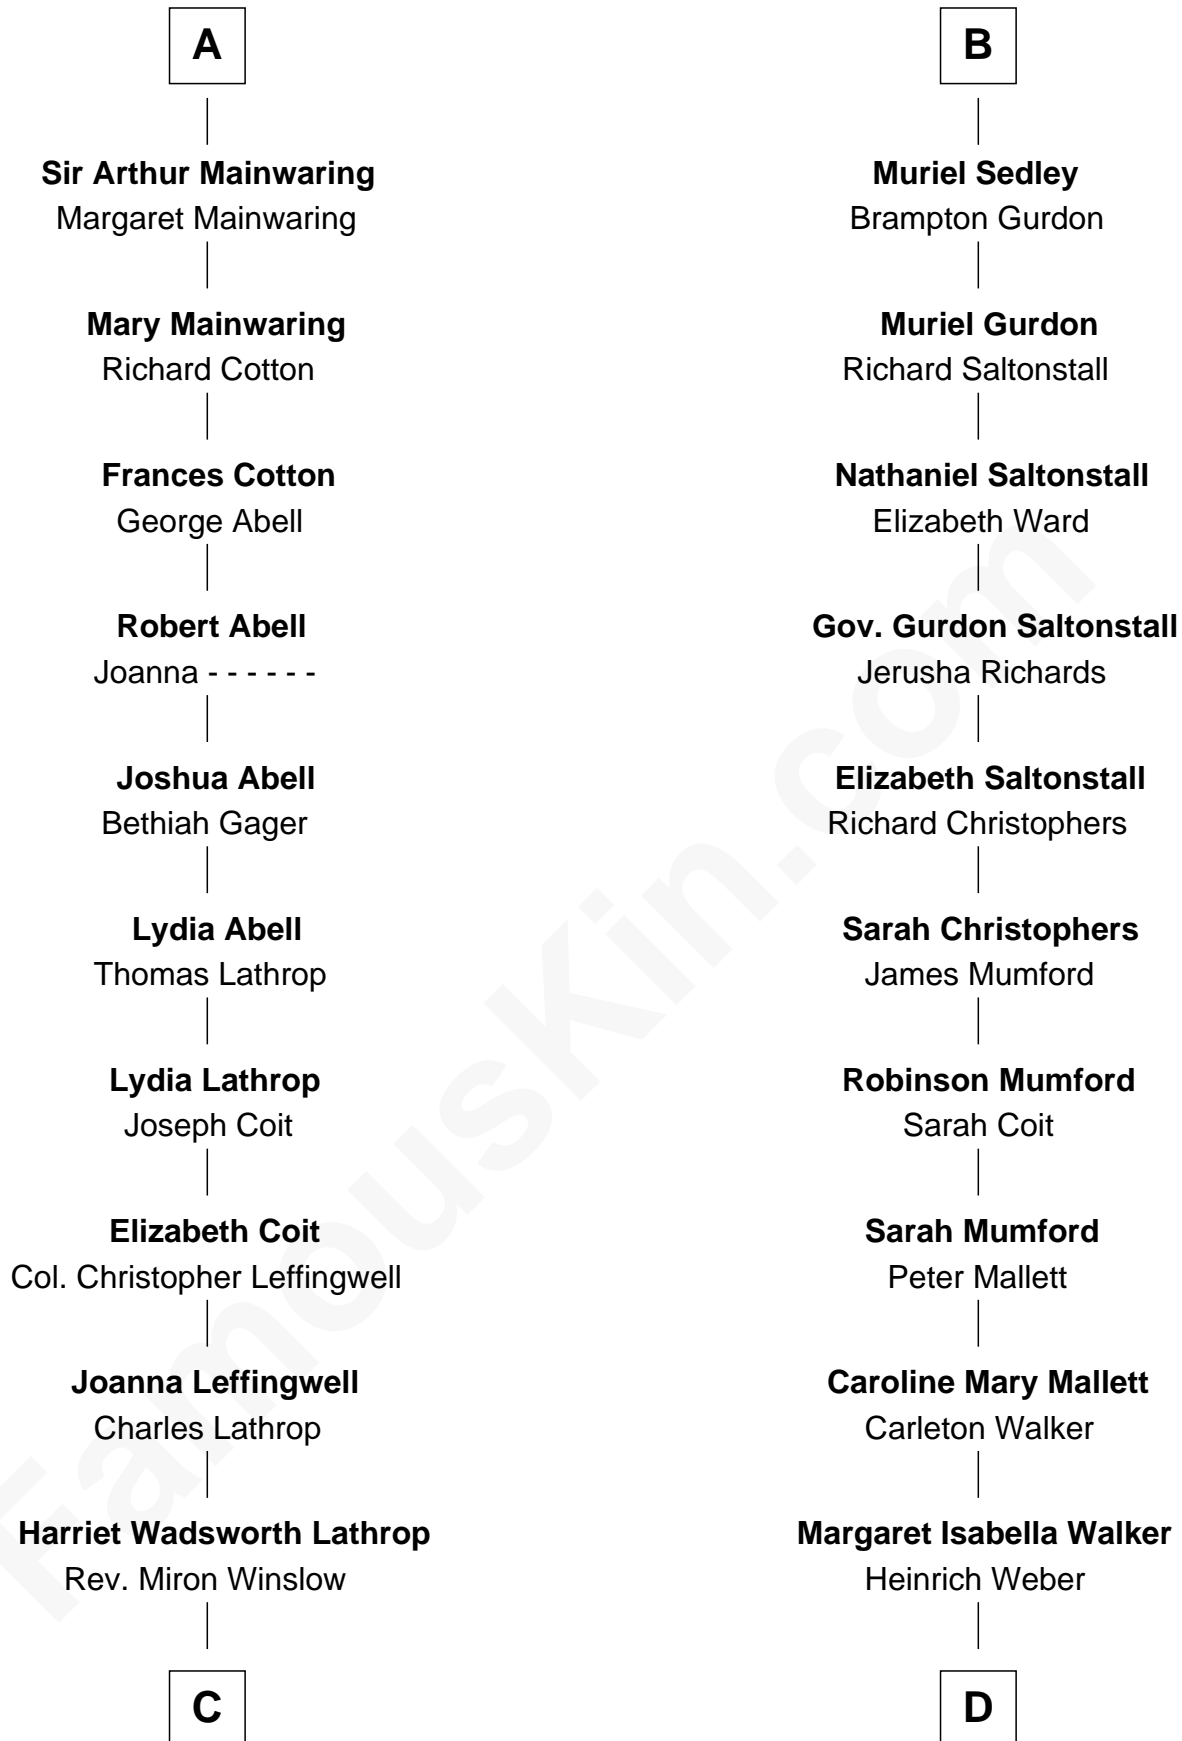 A
Sir Arthur Mainwaring
Margaret Mainwaring
Mary Mainwaring
Richard Cotton
Frances Cotton
George Abell
Robert Abell
Joanna - - - - - -
Joshua Abell
Bethiah Gager
Lydia Abell
Thomas Lathrop
Lydia Lathrop
Joseph Coit
Elizabeth Coit
Col. Christopher Leffingwell
Joanna Leffingwell
Charles Lathrop
Harriet Wadsworth Lathrop
Rev. Miron Winslow
C
B
Muriel Sedley
Brampton Gurdon
Muriel Gurdon
Richard Saltonstall
Nathaniel Saltonstall
Elizabeth Ward
Gov. Gurdon Saltonstall
Jerusha Richards
Elizabeth Saltonstall
Richard Christophers
Sarah Christophers
James Mumford
Robinson Mumford
Sarah Coit
Sarah Mumford
Peter Mallett
Caroline Mary Mallett
Carleton Walker
Margaret Isabella Walker
Heinrich Weber
D
FamousKin.com